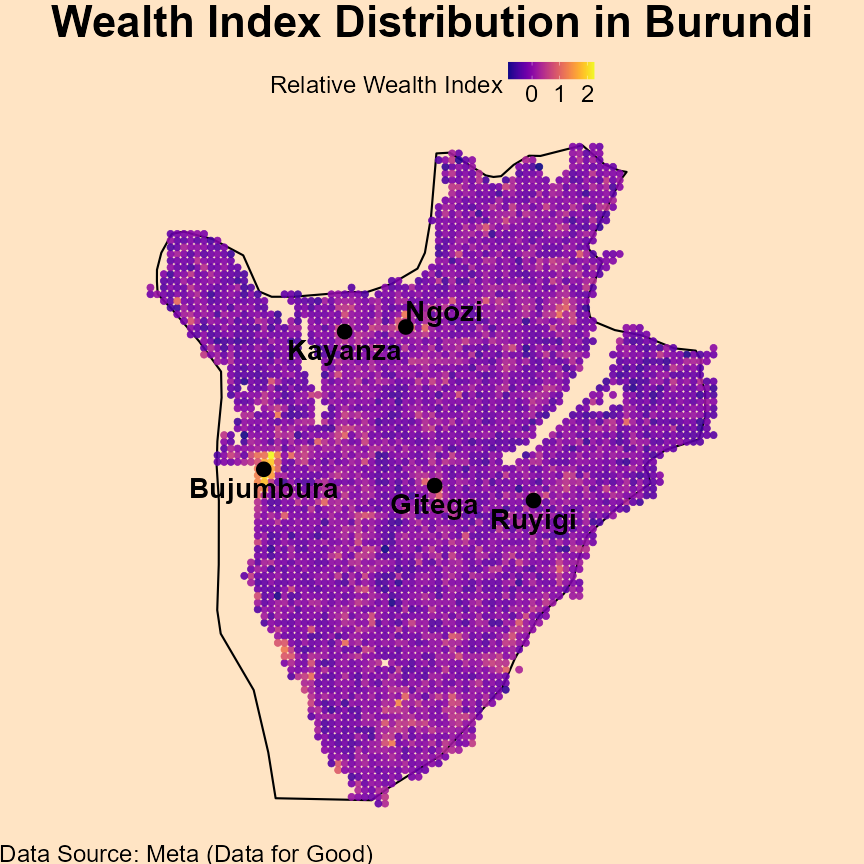 Wealth Index Distribution in Burundi
Relative Wealth Index
0 1 2
Ngozi
Kayanza
Bujumbura
Gitega
Ruyigi
Data Source: Meta (Data for Good)